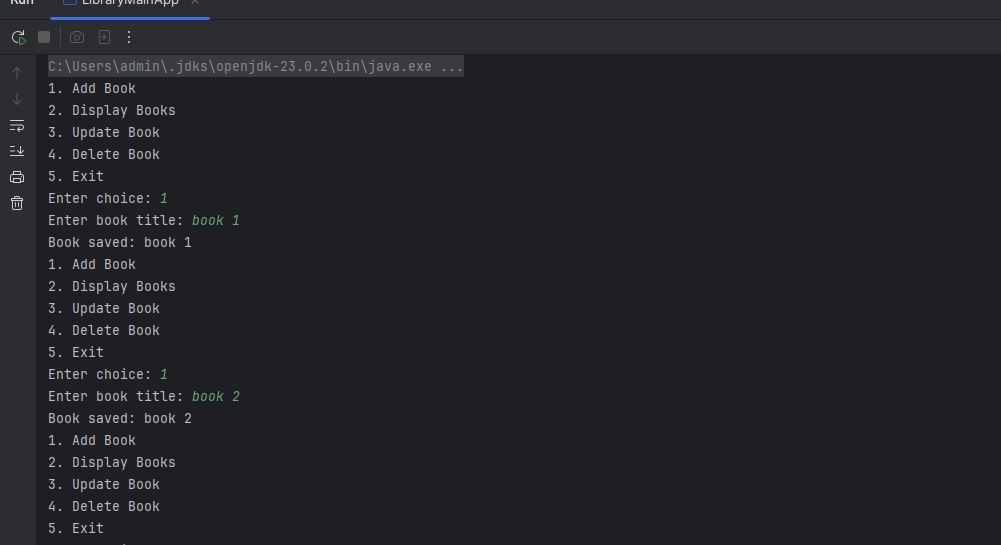 Run LibraryMainApp ×
C:\Users\admin\.jdks\openjdk-23.0.2\bin\java.exe ...
1. Add Book
2. Display Books
3. Update Book
4. Delete Book
5. Exit
Enter choice: 1
Enter book title: book 1
Book saved: book 1
1. Add Book
2. Display Books
3. Update Book
4. Delete Book
5. Exit
Enter choice: 1
Enter book title: book 2
Book saved: book 2
1. Add Book
2. Display Books
3. Update Book
4. Delete Book
5. Exit